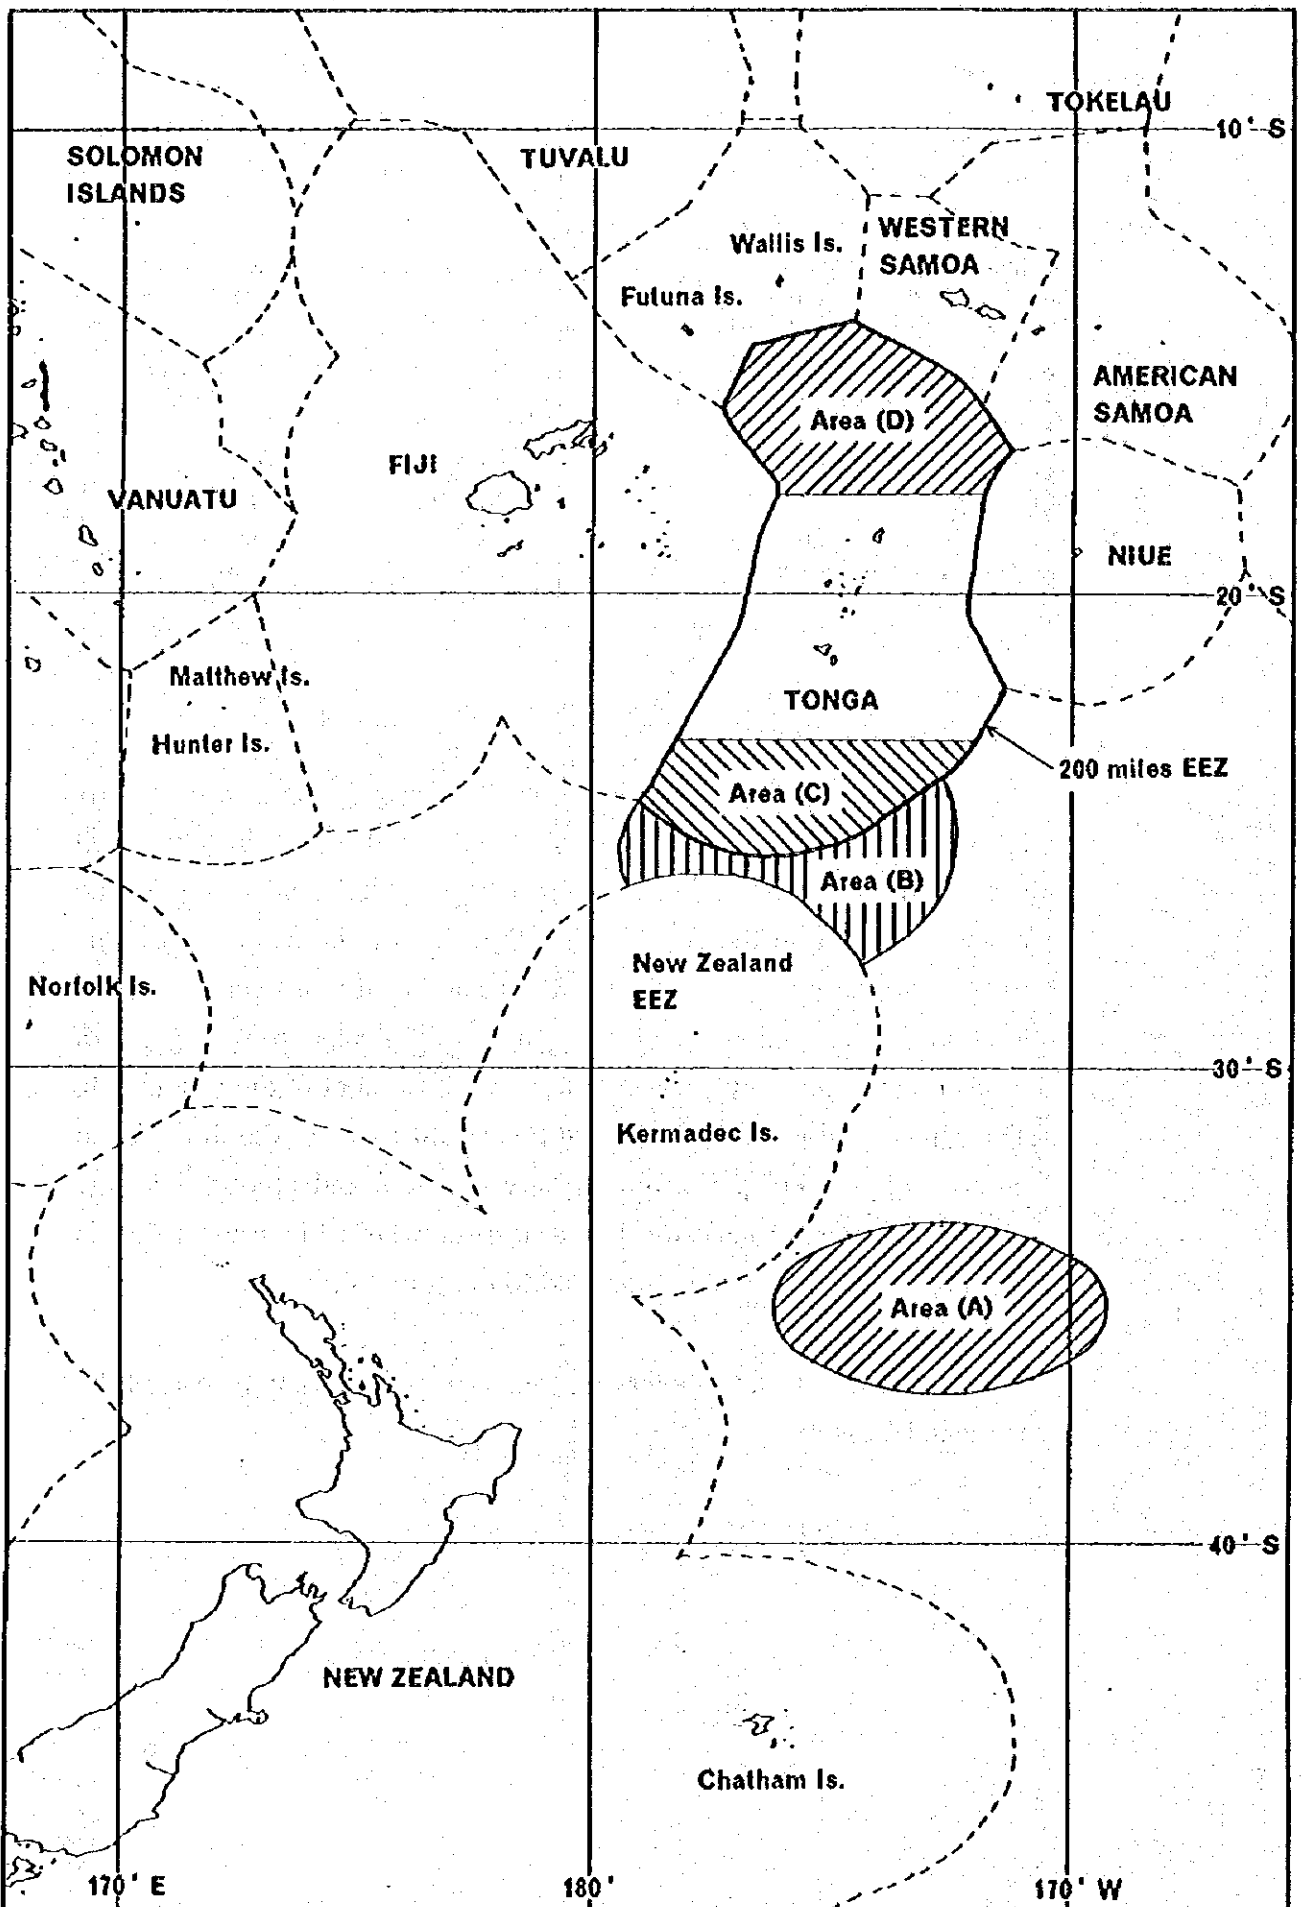 TOKELAU
10' S
SOLOMON
ISLANDS
TUVALU
Wallis Is.
WESTERN
SAMOA
Futuna Is.
AMERICAN
SAMOA
Area (D)
FIJI
VANUATU
NIUE
20' S
Matthew Is.
TONGA
Hunter Is.
200 miles EEZ
Area (C)
Area (B)
New Zealand
EEZ
Norfolk Is.
30' S
Kermadec Is.
Area (A)
40' S
NEW ZEALAND
Chatham Is.
170' E
180'
170' W